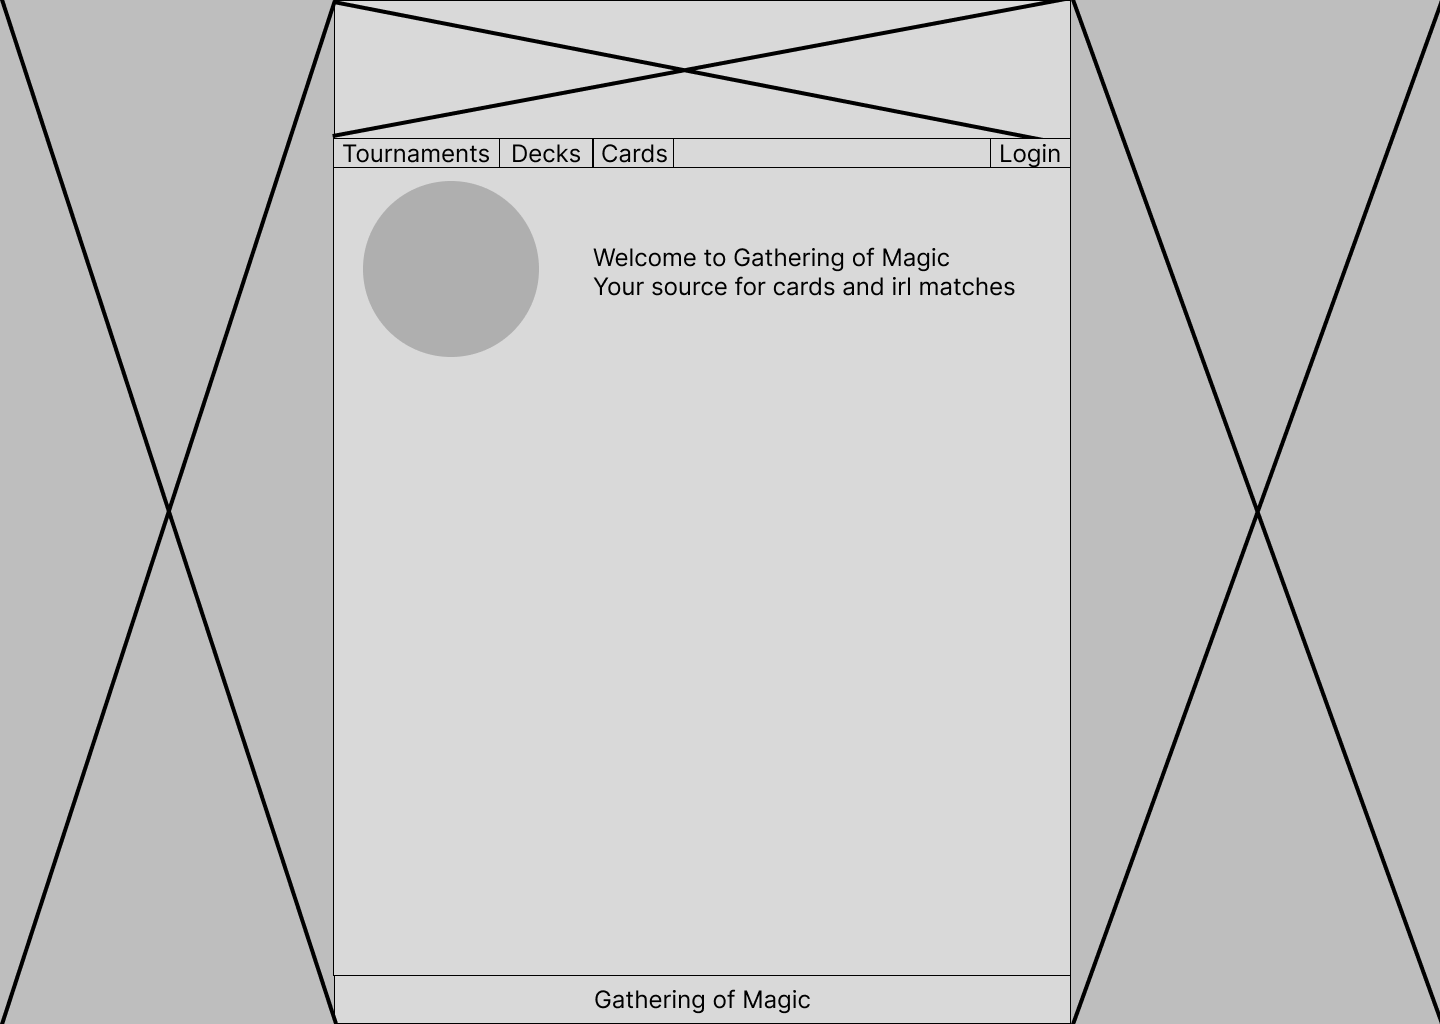 Tournaments Decks Cards Login
Welcome to Gathering of Magic
Your source for cards and irl matches
Gathering of Magic